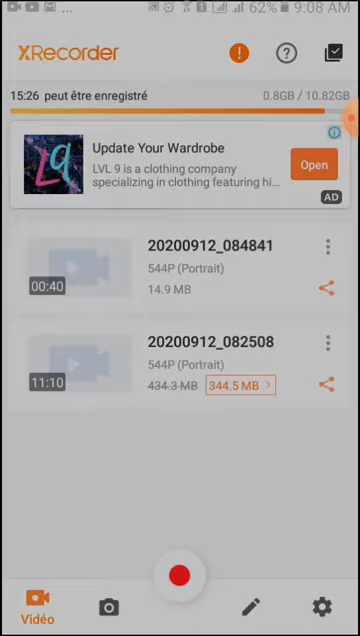 ... 62% 9:08 AM
XRecorder
15:26 peut être enregistré 0.8GB / 10.82GB
Lq
Update Your Wardrobe
LVL 9 is a clothing company
specializing in clothing featuring hi...
Open
AD
20200912_084841
544P (Portrait)
00:40
14.9 MB
20200912_082508
544P (Portrait)
11:10
434.3 MB 344.5 MB >
Vidéo